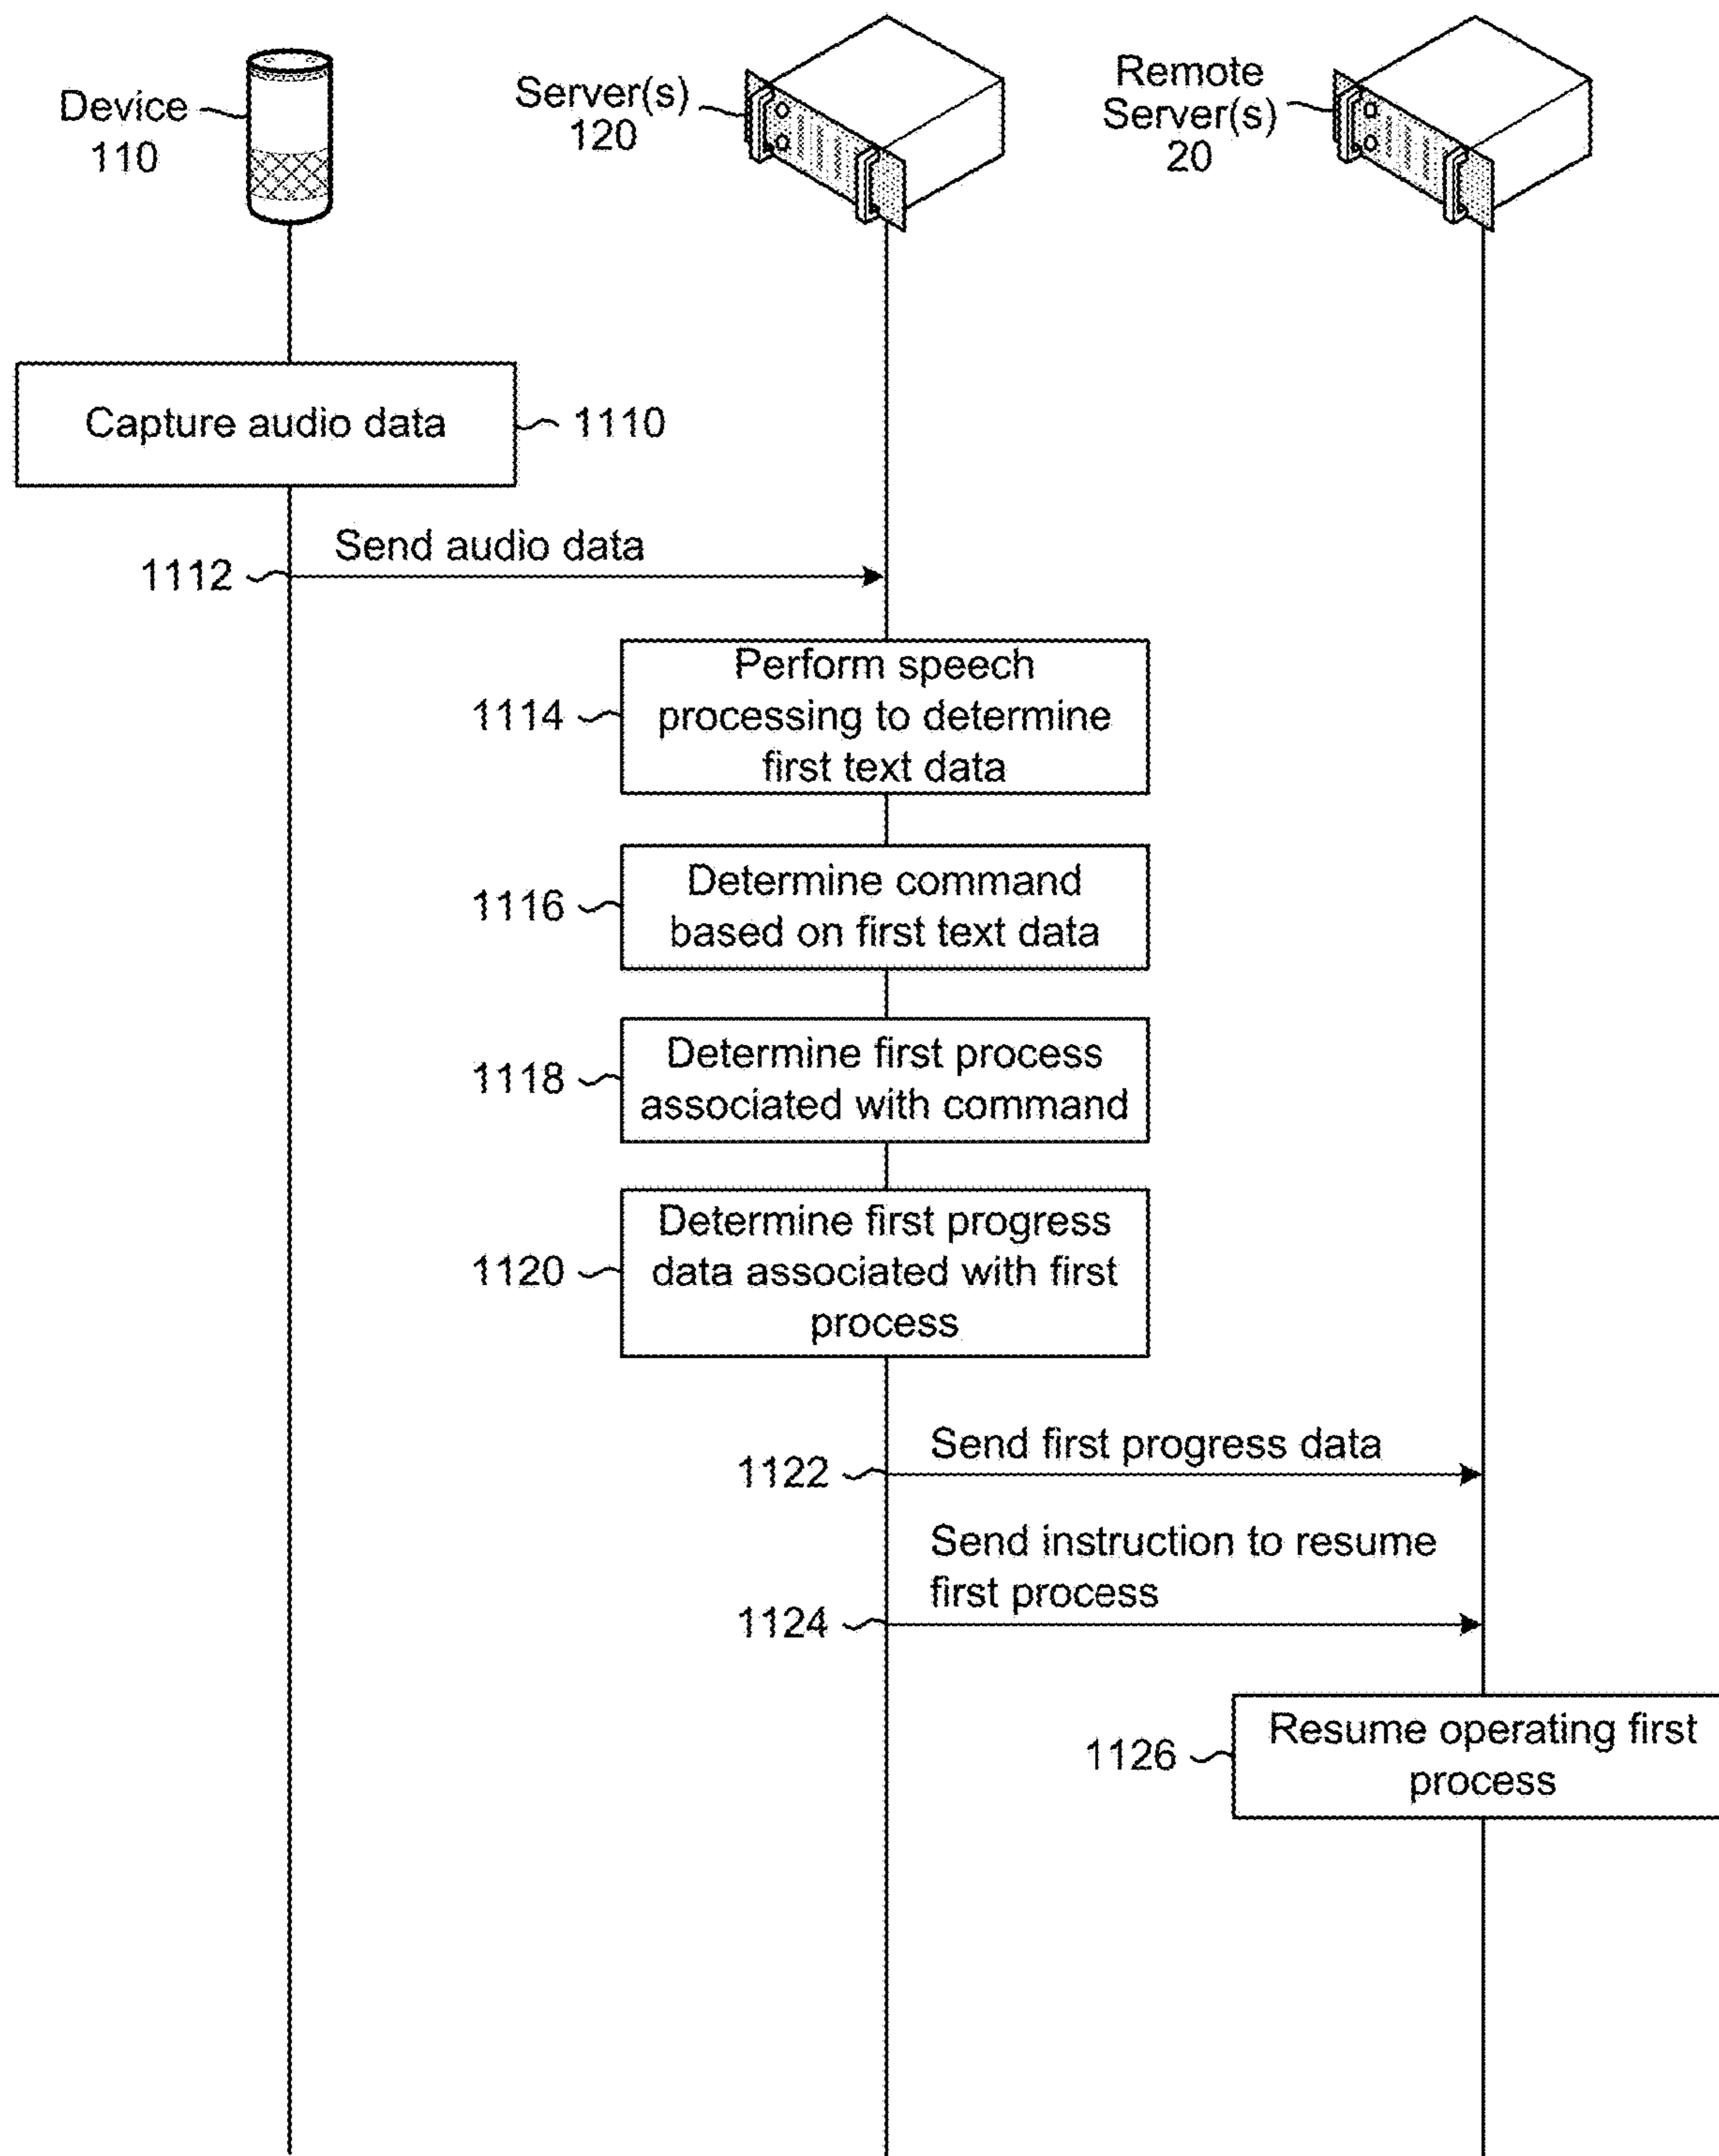 Device
110
Server(s)
120
Remote
Server(s)
20
Capture audio data
1110
Send audio data
1112
Perform speech
processing to determine
first text data
1114
Determine command
based on first text data
1116
Determine first process
associated with command
1118
Determine first progress
data associated with first
process
1120
Send first progress data
1122
Send instruction to resume
first process
1124
Resume operating first
process
1126